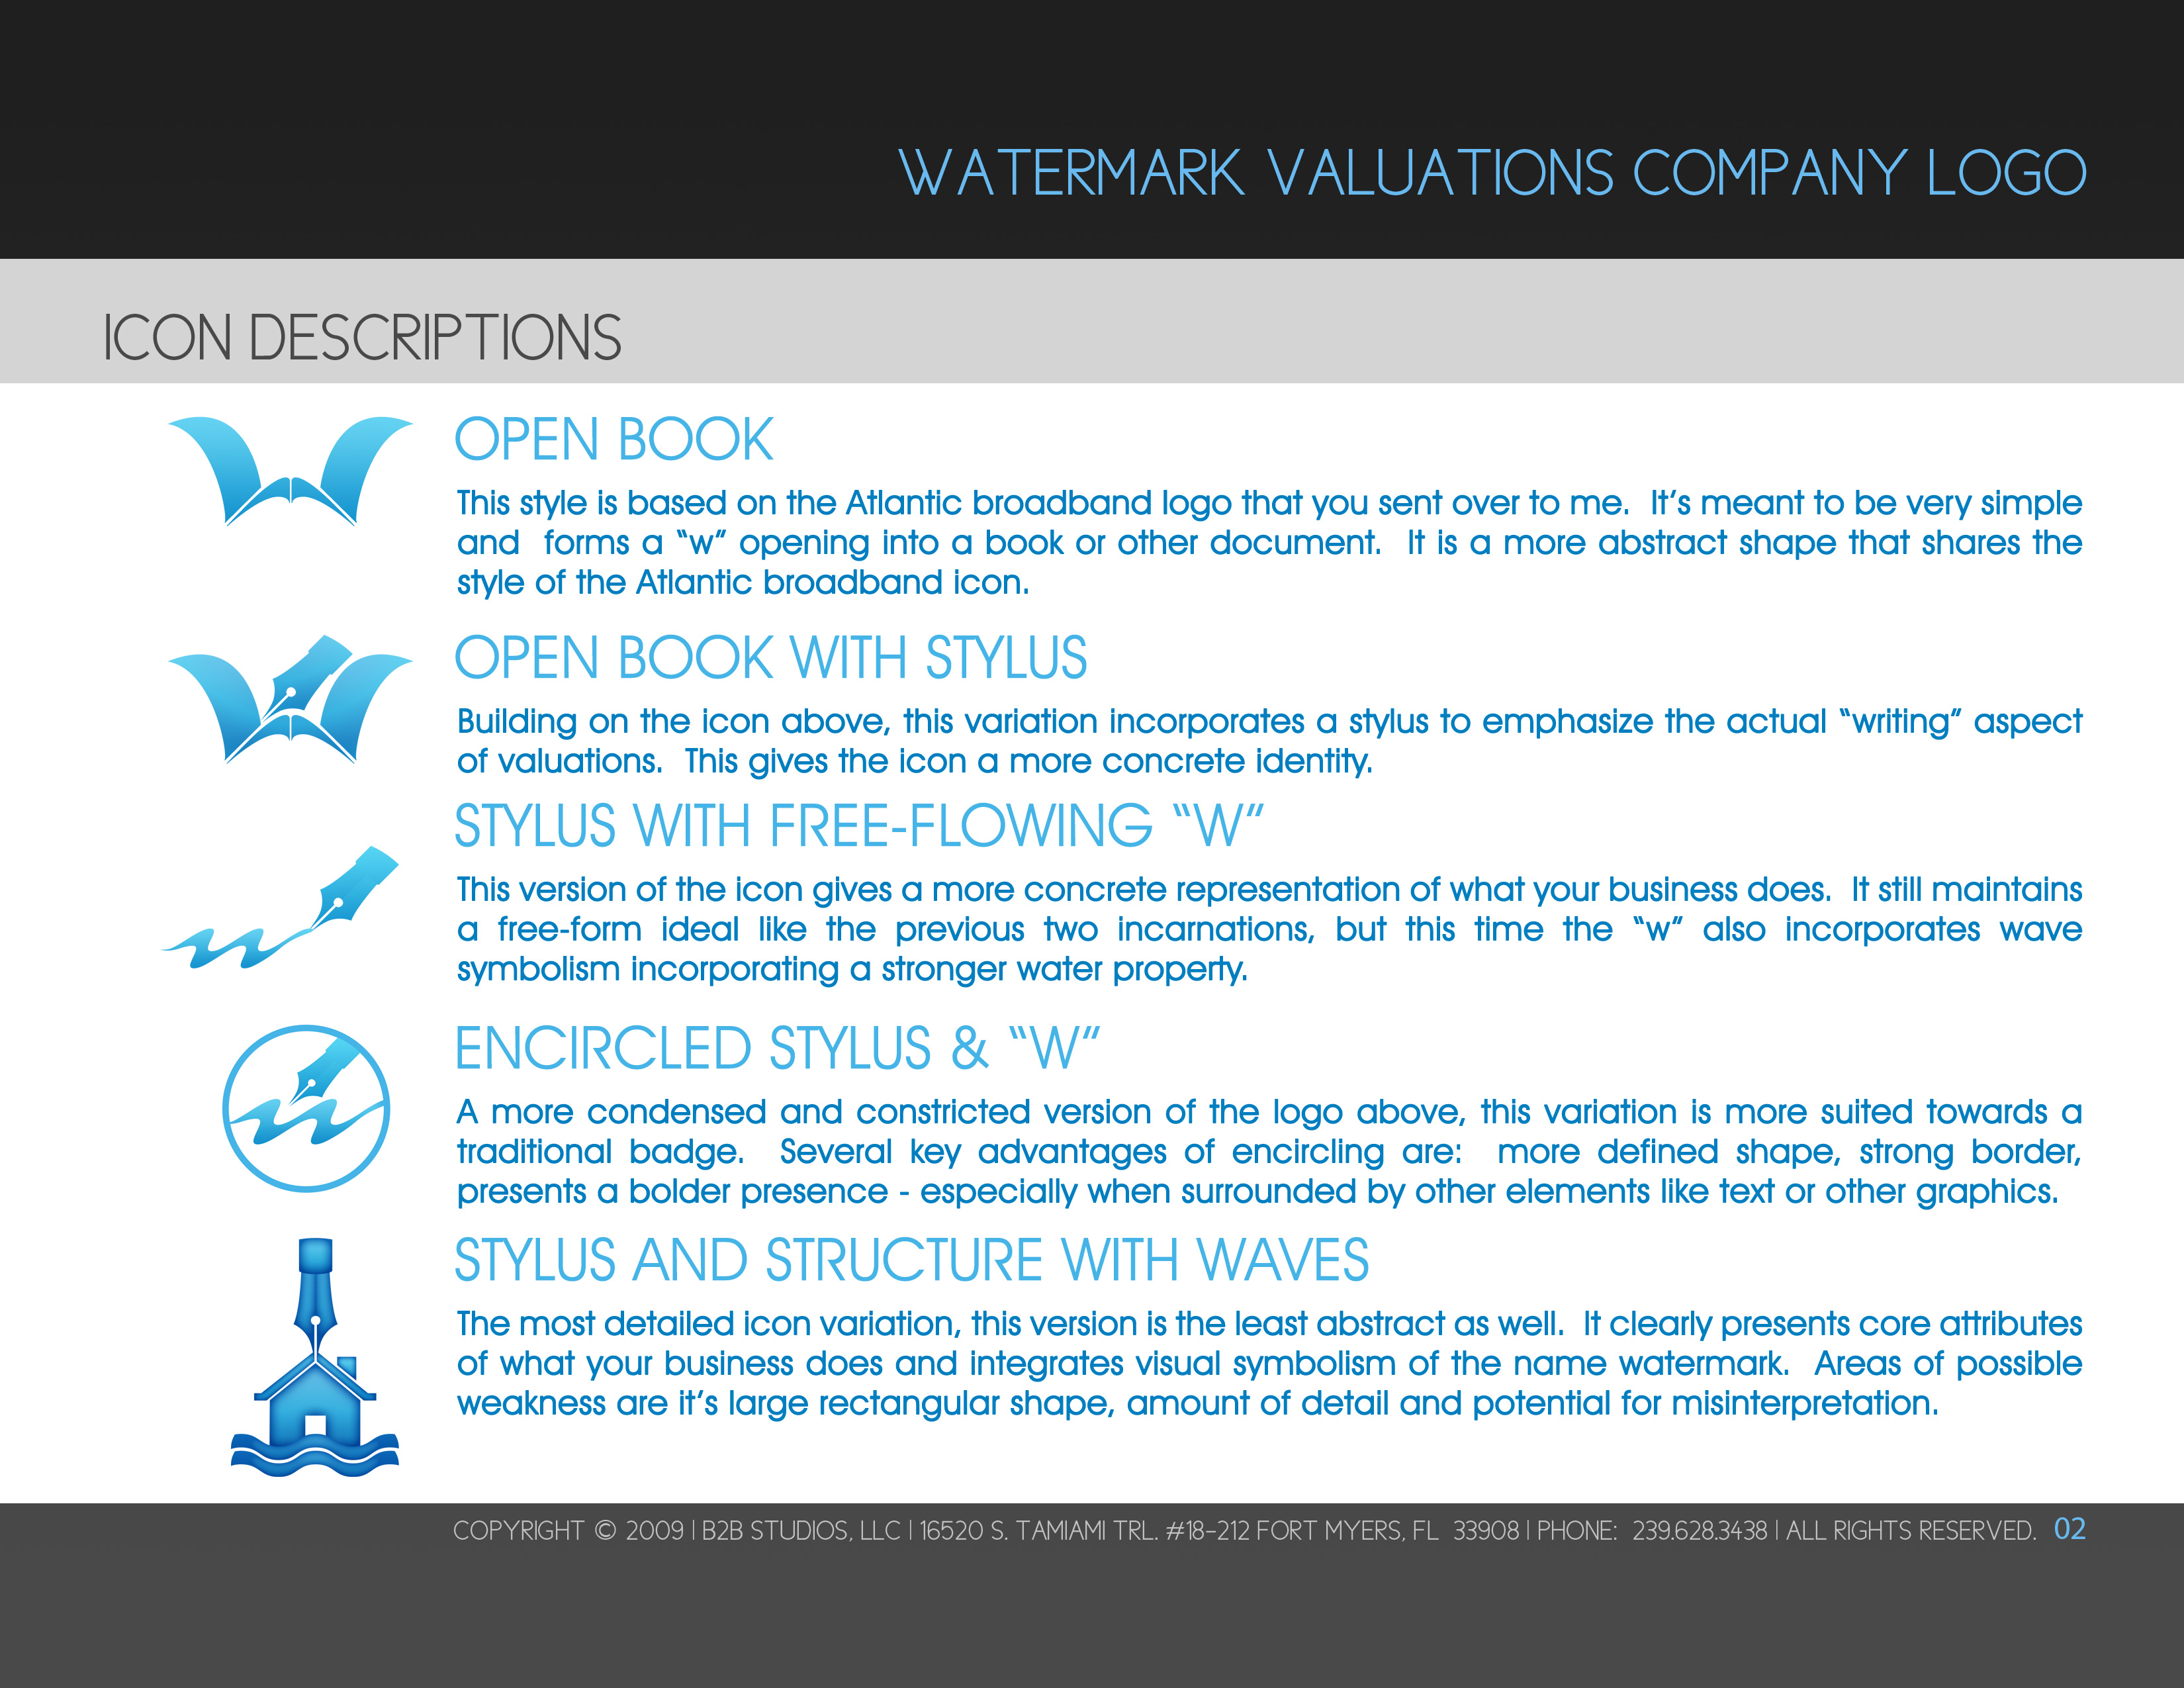 WATERMARK VALUATIONS COMPANY LOGO
ICON DESCRIPTIONS
OPEN BOOK
This style is based on the Atlantic broadband logo that you sent over to me.  It's meant to be very simple
and  forms a “w” opening into a book or other document.  It is a more abstract shape that shares the
style of the Atlantic broadband icon.
OPEN BOOK WITH STYLUS
Building on the icon above, this variation incorporates a stylus to emphasize the actual “writing” aspect
of valuations.  This gives the icon a more concrete identity.
STYLUS WITH FREE-FLOWING “W”
This version of the icon gives a more concrete representation of what your business does.  It still maintains
a free-form ideal like the previous two incarnations, but this time the “w” also incorporates wave
symbolism incorporating a stronger water property.
ENCIRCLED STYLUS & “W”
A more condensed and constricted version of the logo above, this variation is more suited towards a
traditional badge.  Several key advantages of encircling are:  more defined shape, strong border,
presents a bolder presence - especially when surrounded by other elements like text or other graphics.
STYLUS AND STRUCTURE WITH WAVES
The most detailed icon variation, this version is the least abstract as well.  It clearly presents core attributes
of what your business does and integrates visual symbolism of the name watermark.  Areas of possible
weakness are it's large rectangular shape, amount of detail and potential for misinterpretation.
COPYRIGHT © 2009 | B2B STUDIOS, LLC | 16520 S. TAMIAMI TRL. #18-212 FORT MYERS, FL  33908 | PHONE:  239.628.3438 | ALL RIGHTS RESERVED.  02